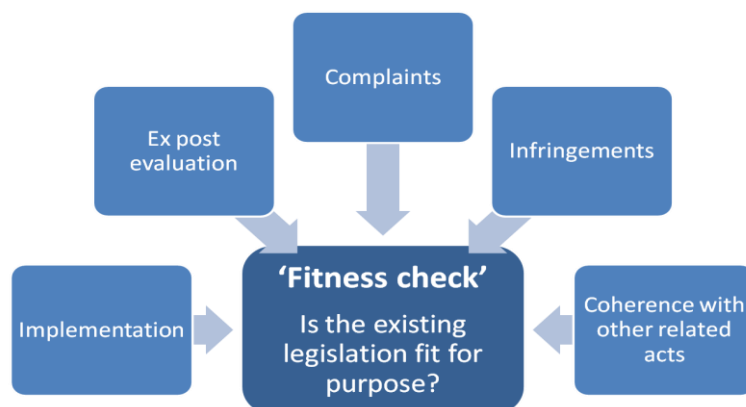 Complaints
Ex post
evaluation
Infringements
Implementation
‘Fitness check’
Is the existing
legislation fit for
purpose?
Coherence with
other related
acts